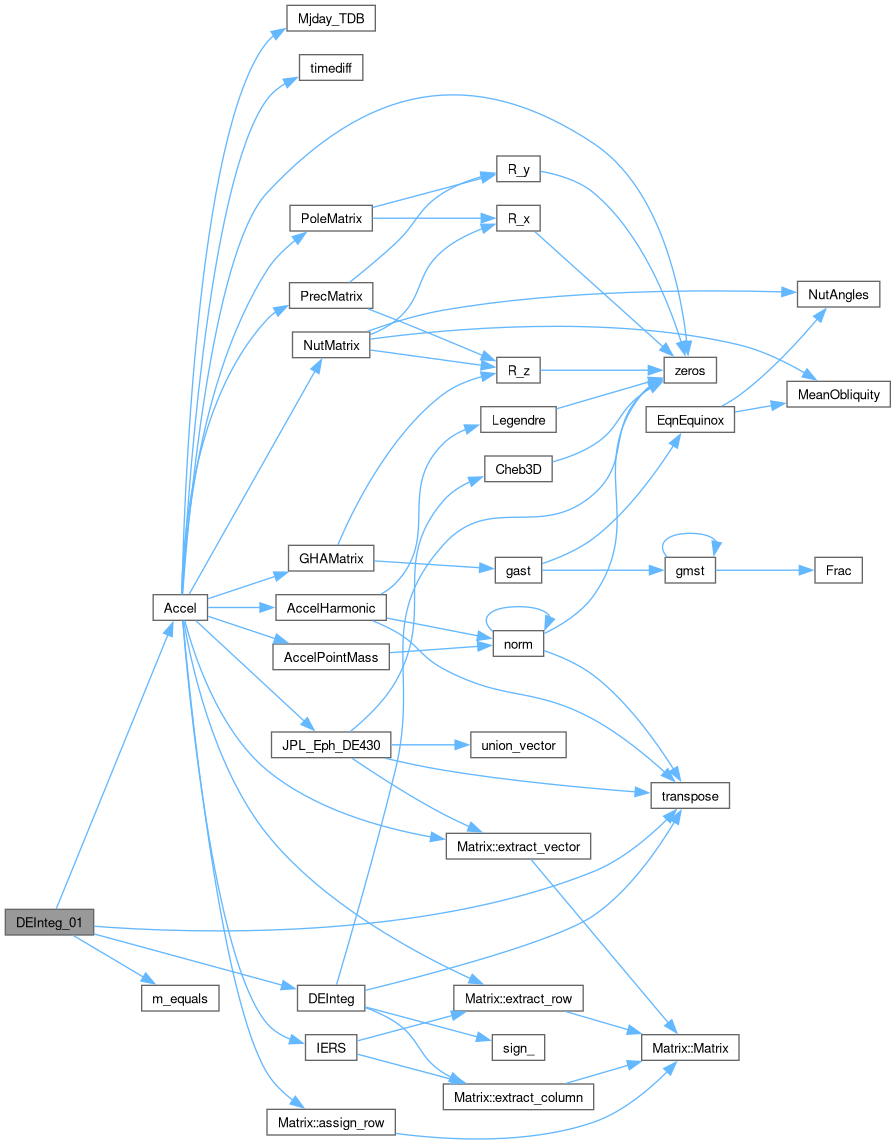 Mjday_TDB
timediff
R_y
PoleMatrix
R_x
PrecMatrix
NutAngles
NutMatrix
R_z
zeros
MeanObliquity
Legendre
EqnEquinox
Cheb3D
GHAMatrix
gast
gmst
Frac
Accel
AccelHarmonic
norm
AccelPointMass
JPL_Eph_DE430
union_vector
transpose
Matrix::extract_vector
DEInteg_01
m_equals
DEInteg
Matrix::extract_row
IERS
sign_
Matrix::Matrix
Matrix::extract_column
Matrix::assign_row